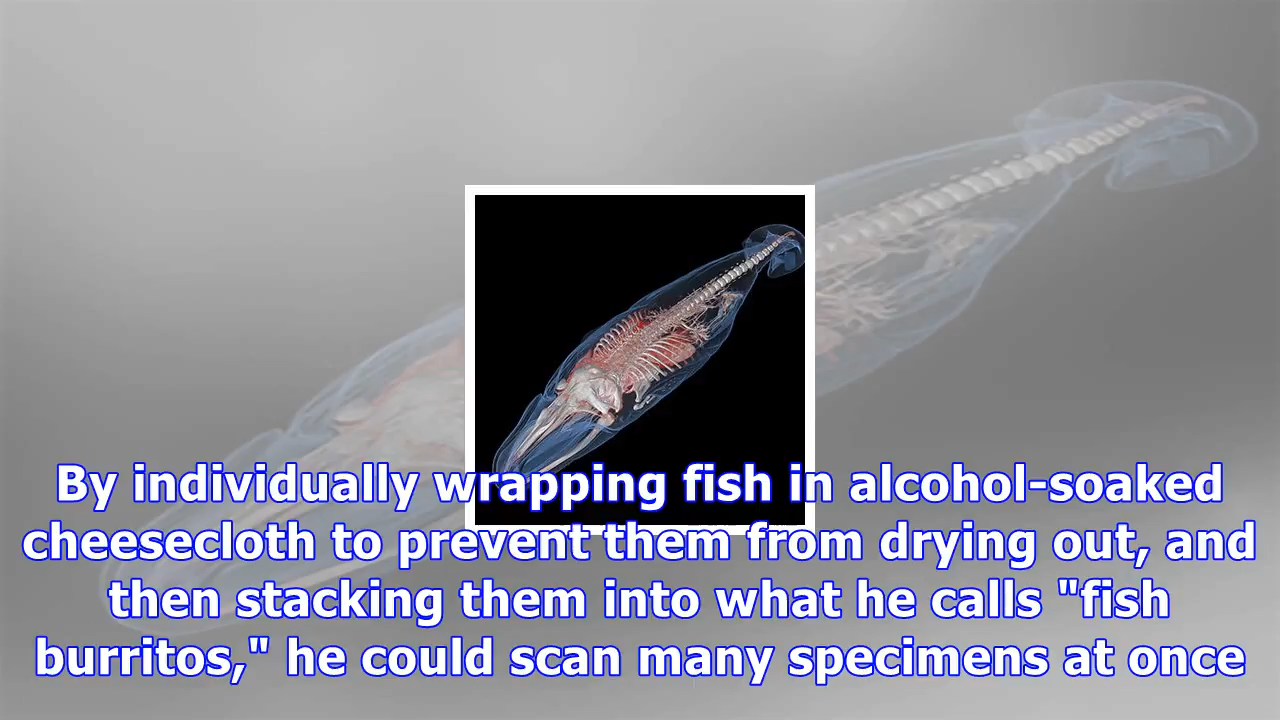 By individually wrapping fish in alcohol-soaked
cheesecloth to prevent them from drying out, and
then stacking them into what he calls "fish
burritos," he could scan many specimens at once